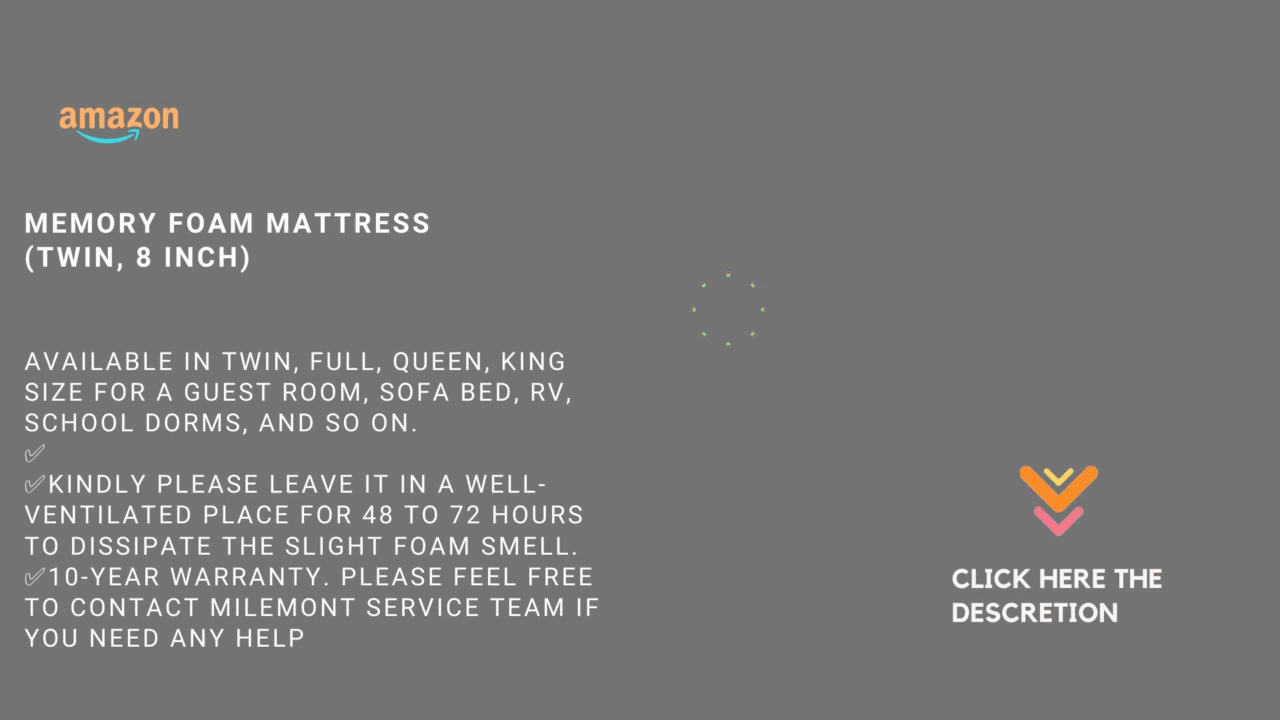 amazon
MEMORY FOAM MATTRESS
(TWIN, 8 INCH)
AVAILABLE IN TWIN, FULL, QUEEN, KING
SIZE FOR A GUEST ROOM, SOFA BED, RV,
SCHOOL DORMS, AND SO ON.
✅
✅KINDLY PLEASE LEAVE IT IN A WELL-
VENTILATED PLACE FOR 48 TO 72 HOURS
TO DISSIPATE THE SLIGHT FOAM SMELL.
✅10-YEAR WARRANTY. PLEASE FEEL FREE
TO CONTACT MILEMONT SERVICE TEAM IF
YOU NEED ANY HELP
CLICK HERE THE
DESCRETION